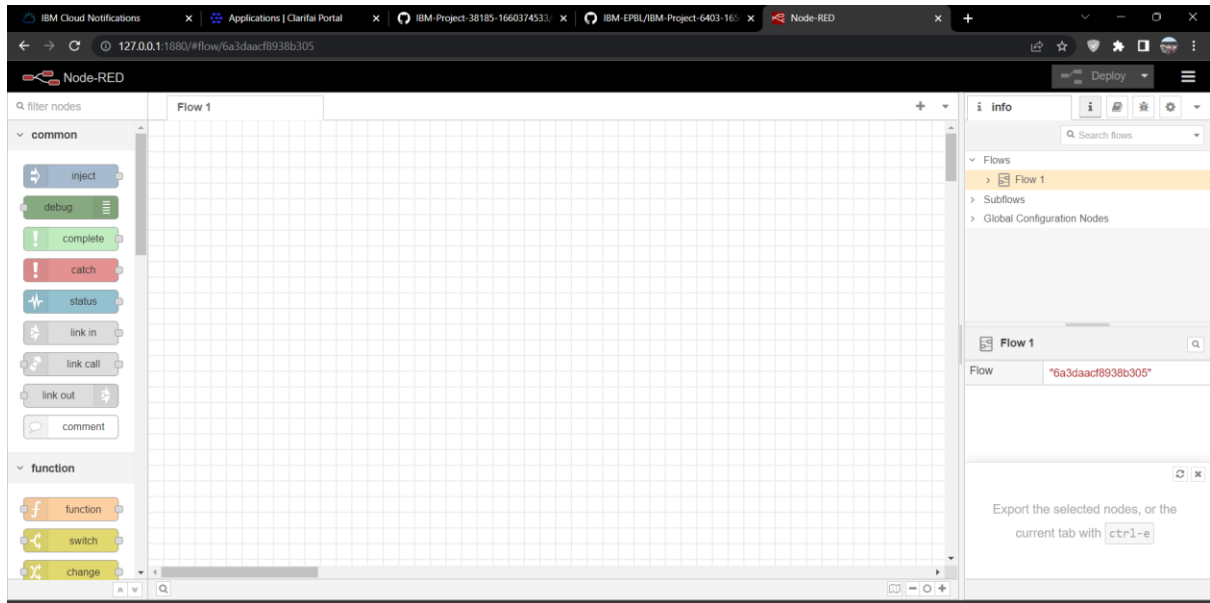 IBM Cloud Notifications
Applications | Clarifai Portal
IBM-Project-38185-1660374533/
IBM-EPBL/IBM-Project-6403-165
Node-RED
127.0.0.1:1880/#flow/6a3daacf8938b305
Node-RED
Deploy
filter nodes
Flow 1
i info
Search flows
common
inject
debug
complete
catch
status
link in
link call
link out
comment
function
function
switch
change
Flows
Flow 1
Subflows
Global Configuration Nodes
Flow 1
Flow "6a3daacf8938b305"
Export the selected nodes, or the
current tab with ctrl-e